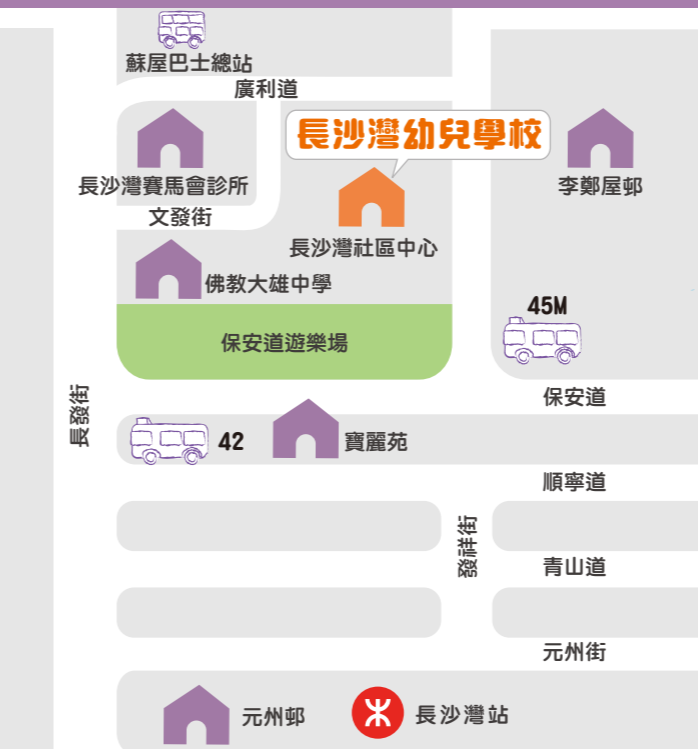 蘇屋巴士總站
廣利道
長沙灣幼兒學校
長沙灣賽馬會診所
李鄭屋邨
文發街
長沙灣社區中心
佛教大雄中學
45M
保安道遊樂場
保安道
長發街
42
寶麗苑
順寧道
發祥街
青山道
元州街
元州邨
長沙灣站